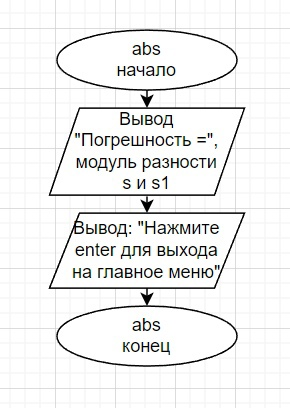 abs
начало
Вывод
"Погрешность =",
модуль разности
s и s1
Вывод: "Нажмите
enter для выхода
на главное меню"
abs
конец